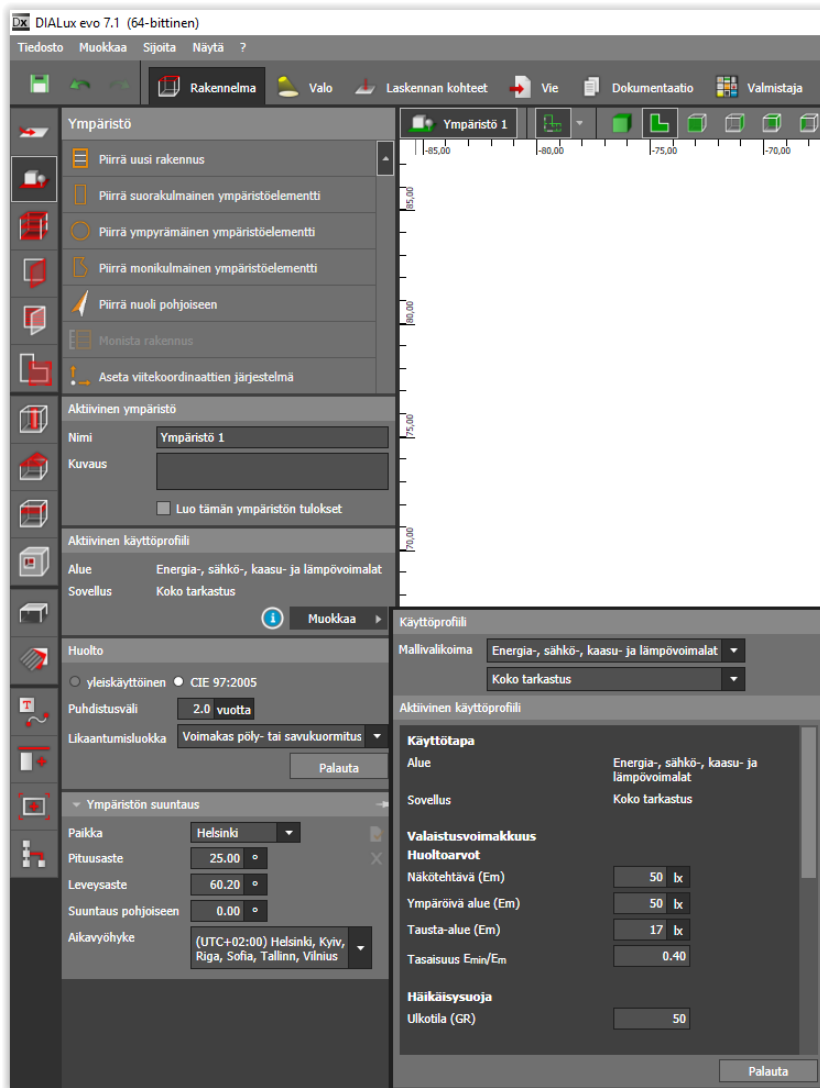 Dx DIALux evo 7.1 (64-bittinen)
Tiedosto Muokkaa Sijoita Näytä ?
Rakennelma Valo Laskennan kohteet Vie Dokumentaatio Valmistaja
Ympäristö
Piirrä uusi rakennus
Piirrä suorakulmainen ympäristöelementti
Piirrä ympyrämäinen ympäristöelementti
Piirrä monikulmainen ympäristöelementti
Piirrä nuoli pohjoiseen
Monista rakennus
Aseta viitekoordinaattien järjestelmä
Aktiivinen ympäristö
Nimi Ympäristö 1
Kuvaus
Luo tämän ympäristön tulokset
Aktiivinen käyttöprofiili
Alue Energia-, sähkö-, kaasu- ja lämpövoimalat
Sovellus Koko tarkastus
i Muokkaa
Huolto
yleiskäyttöinen CIE 97:2005
Puhdistusväli 2.0 vuotta
Likaantumisluokka Voimakas pöly- tai savukuormitus
Palauta
Ympäristön suuntaus
Paikka Helsinki
Pituusaste 25.00 °
Leveysaste 60.20 °
Suuntaus pohjoiseen 0.00 °
Aikavyöhyke (UTC+02:00) Helsinki, Kyiv,
Riga, Sofia, Tallinn, Vilnius
Ympäristö 1
-85,00 -80,00 -75,00 -70,00
85,00
80,00
75,00
70,00
Käyttöprofiili
Mallivalikoima Energia-, sähkö-, kaasu- ja lämpövoimalat
Koko tarkastus
Aktiivinen käyttöprofiili
Käyttötapa
Alue Energia-, sähkö-, kaasu- ja
lämpövoimalat
Sovellus Koko tarkastus
Valaistusvoimakkuus
Huoltoarvot
Näkötehtävä (Em) 50 lx
Ympäröivä alue (Em) 50 lx
Tausta-alue (Em) 17 lx
Tasaisuus Emin/Em 0.40
Häikäisysuoja
Ulkotila (GR) 50
Palauta